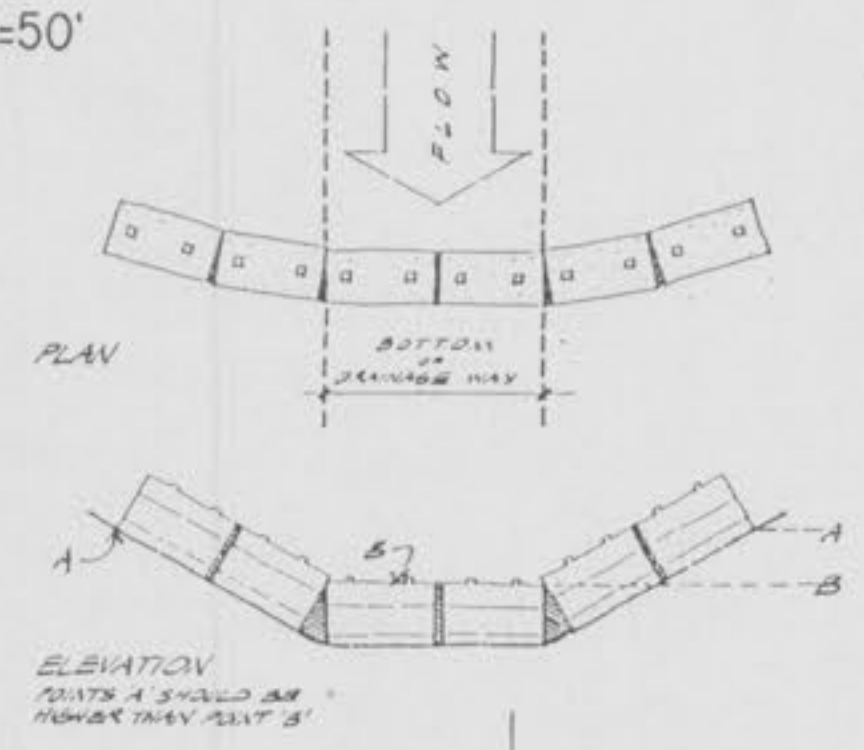 =50'
FLOW
PLAN
BOTTOM
OF
DRAINAGE WAY
A
B
A
B
ELEVATION
POINTS 'A' SHOULD BE
HIGHER THAN POINT 'B'